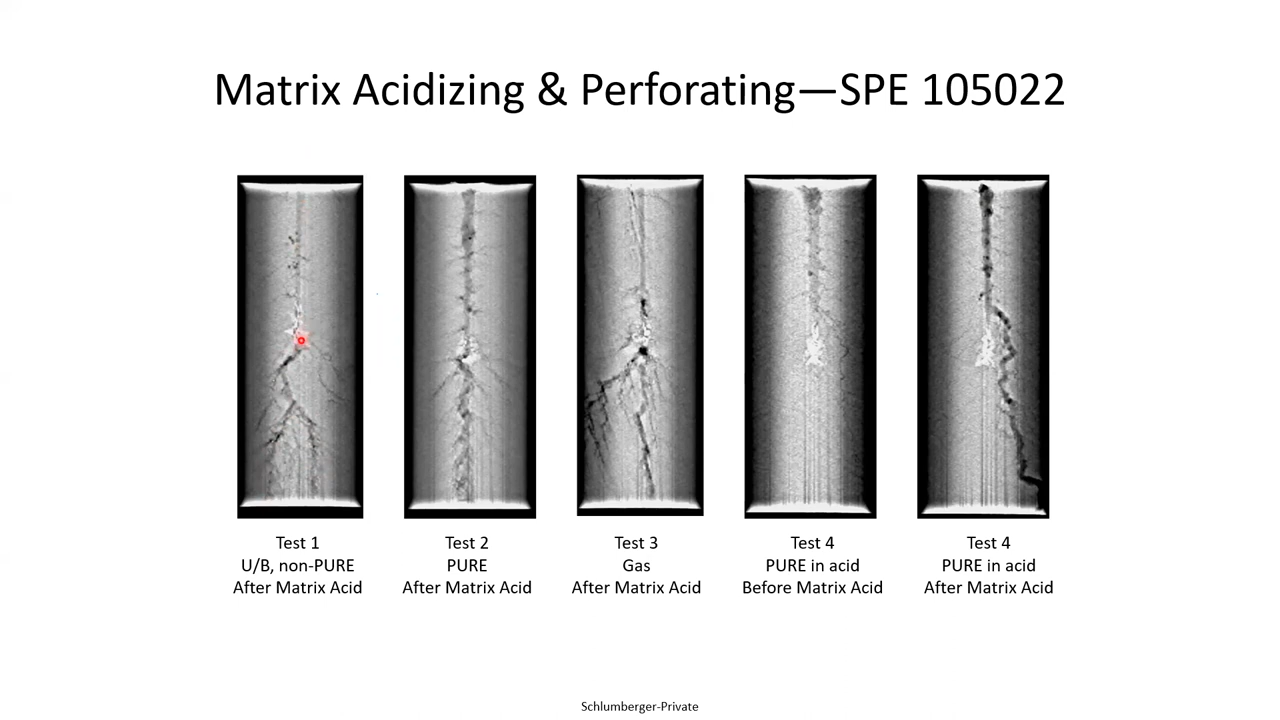 Matrix Acidizing & Perforating—SPE 105022
Test 1
U/B, non-PURE
After Matrix Acid
Test 2
PURE
After Matrix Acid
Test 3
Gas
After Matrix Acid
Test 4
PURE in acid
Before Matrix Acid
Test 4
PURE in acid
After Matrix Acid
Schlumberger-Private